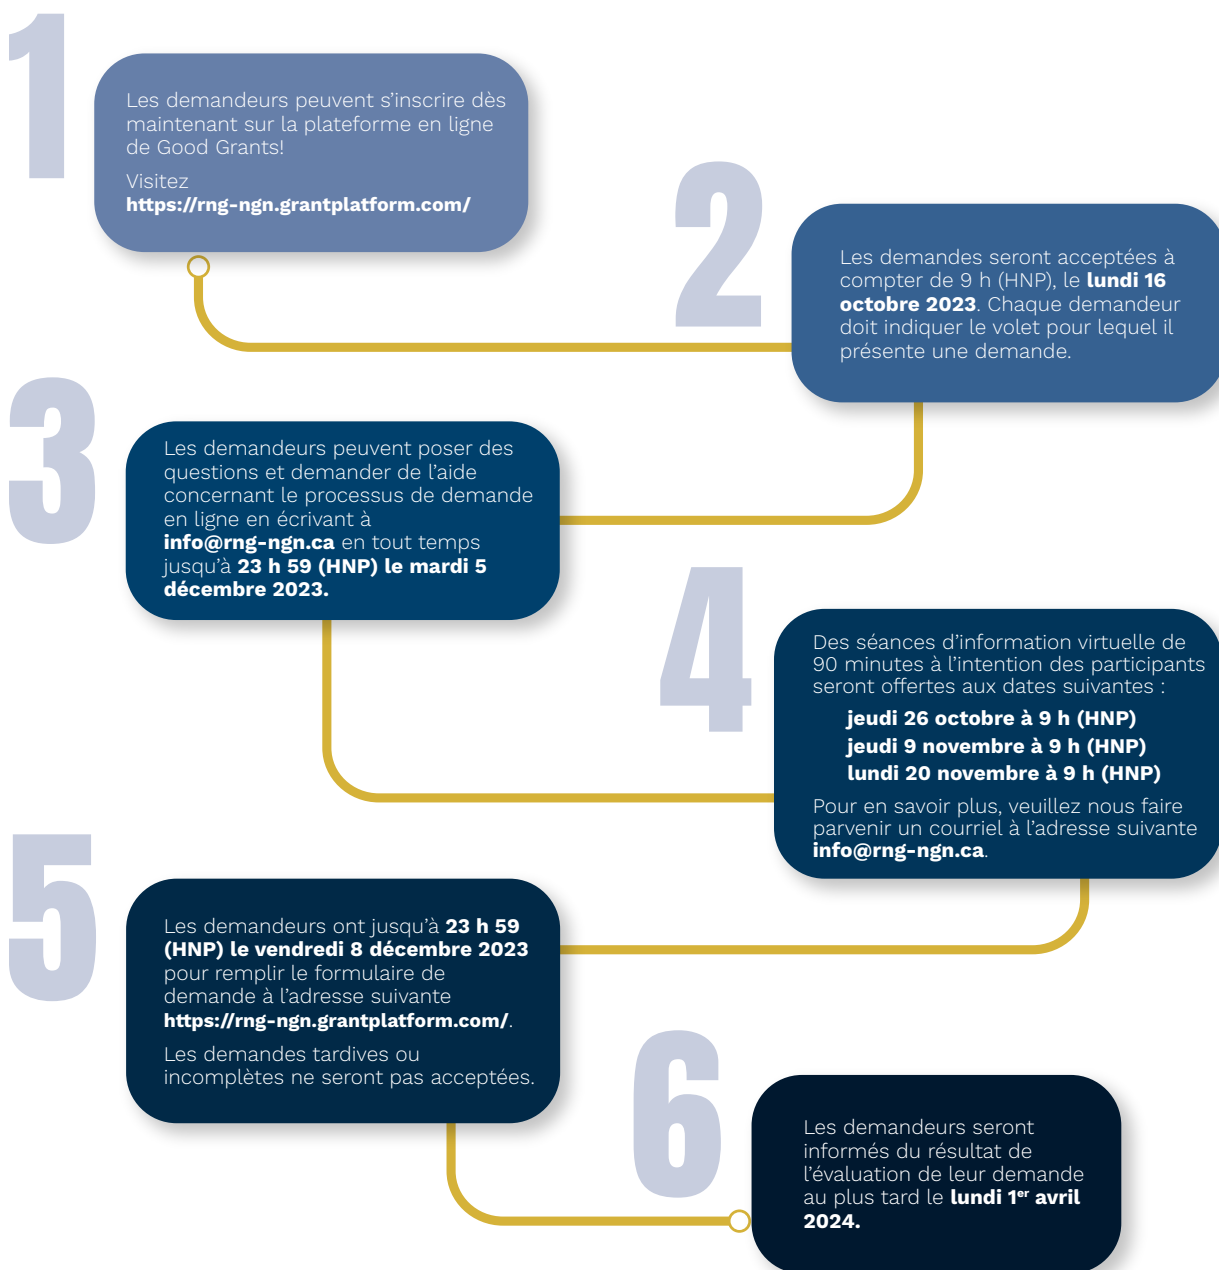 1
Les demandeurs peuvent s’inscrire dès
maintenant sur la plateforme en ligne
de Good Grants!
Visitez
https://rng-ngn.grantplatform.com/
2
Les demandes seront acceptées à
compter de 9 h (HNP), le lundi 16
octobre 2023. Chaque demandeur
doit indiquer le volet pour lequel il
présente une demande.
3
Les demandeurs peuvent poser des
questions et demander de l’aide
concernant le processus de demande
en ligne en écrivant à
info@rng-ngn.ca en tout temps
jusqu’à 23 h 59 (HNP) le mardi 5
décembre 2023.
4
Des séances d’information virtuelle de
90 minutes à l’intention des participants
seront offertes aux dates suivantes :
jeudi 26 octobre à 9 h (HNP)
jeudi 9 novembre à 9 h (HNP)
lundi 20 novembre à 9 h (HNP)
Pour en savoir plus, veuillez nous faire
parvenir un courriel à l’adresse suivante
info@rng-ngn.ca.
5
Les demandeurs ont jusqu’à 23 h 59
(HNP) le vendredi 8 décembre 2023
pour remplir le formulaire de
demande à l’adresse suivante
https://rng-ngn.grantplatform.com/.
Les demandes tardives ou
incomplètes ne seront pas acceptées.
6
Les demandeurs seront
informés du résultat de
l’évaluation de leur demande
au plus tard le lundi 1er avril
2024.